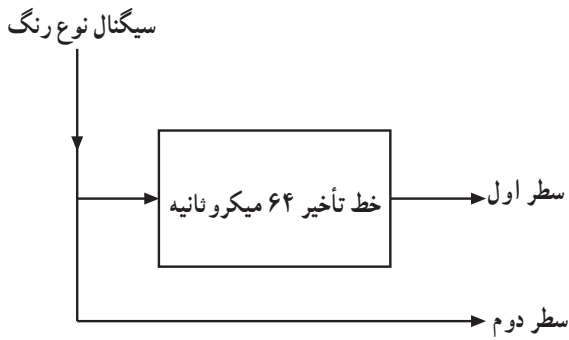 سیگنال نوع رنگ
خط تأخیر ۶۴ میکروثانیه
سطر اول
سطر دوم